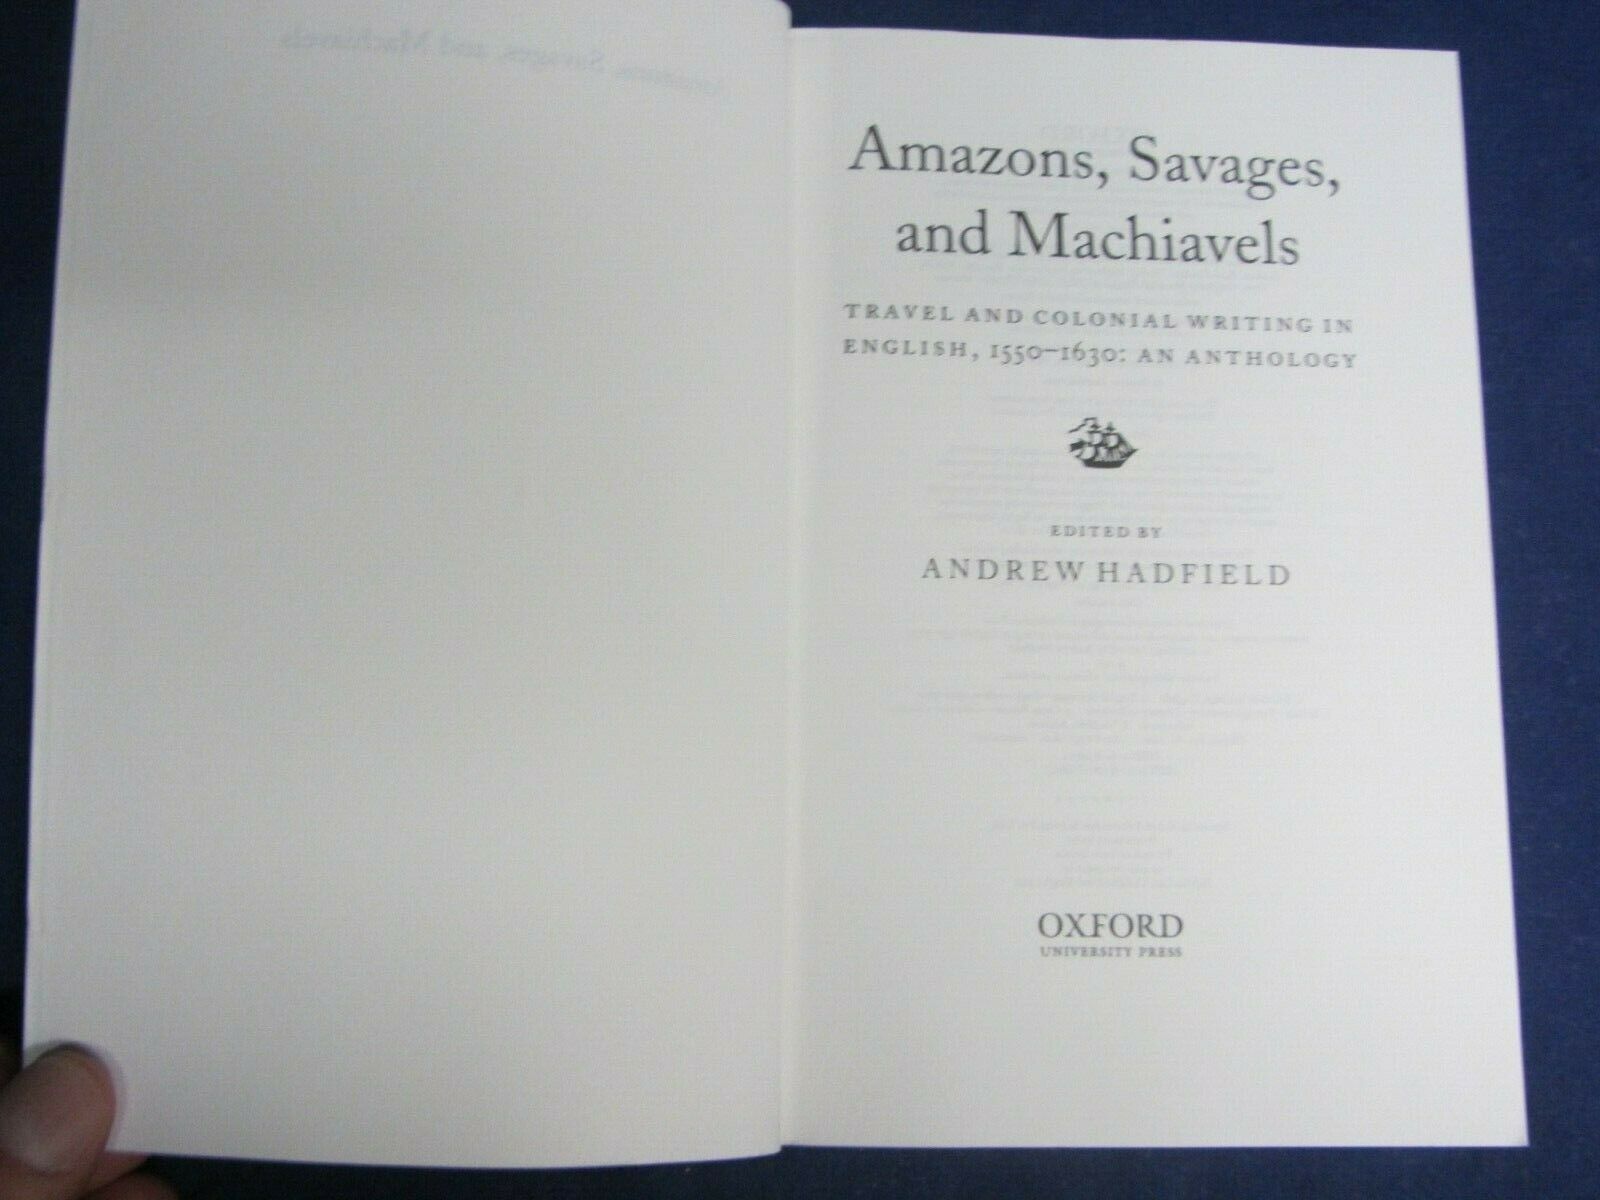 Amazons, Savages,
and Machiavels
TRAVEL AND COLONIAL WRITING IN
ENGLISH, 1550–1630: AN ANTHOLOGY
EDITED BY
ANDREW HADFIELD
OXFORD
UNIVERSITY PRESS